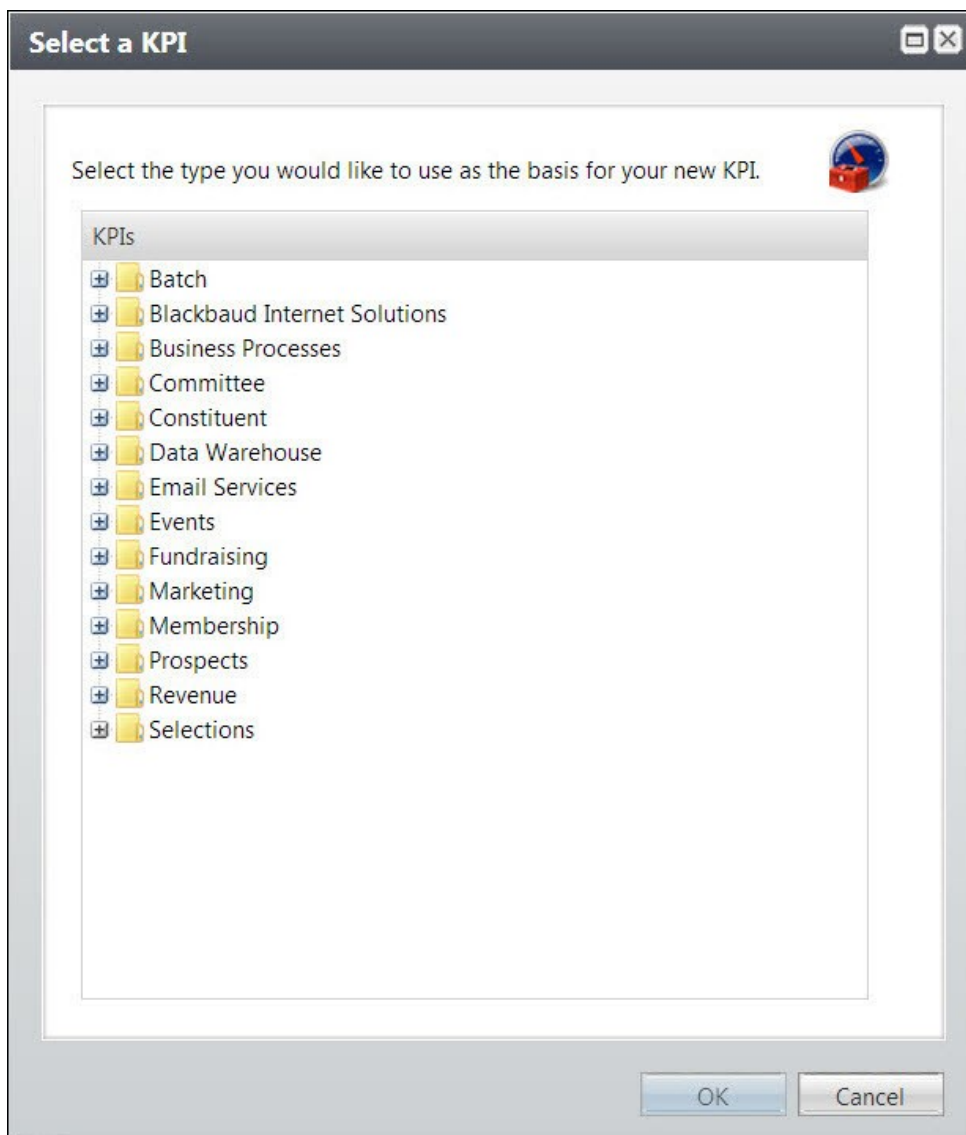 Select a KPI
Select the type you would like to use as the basis for your new KPI.
KPIs
Batch
Blackbaud Internet Solutions
Business Processes
Committee
Constituent
Data Warehouse
Email Services
Events
Fundraising
Marketing
Membership
Prospects
Revenue
Selections
OK
Cancel